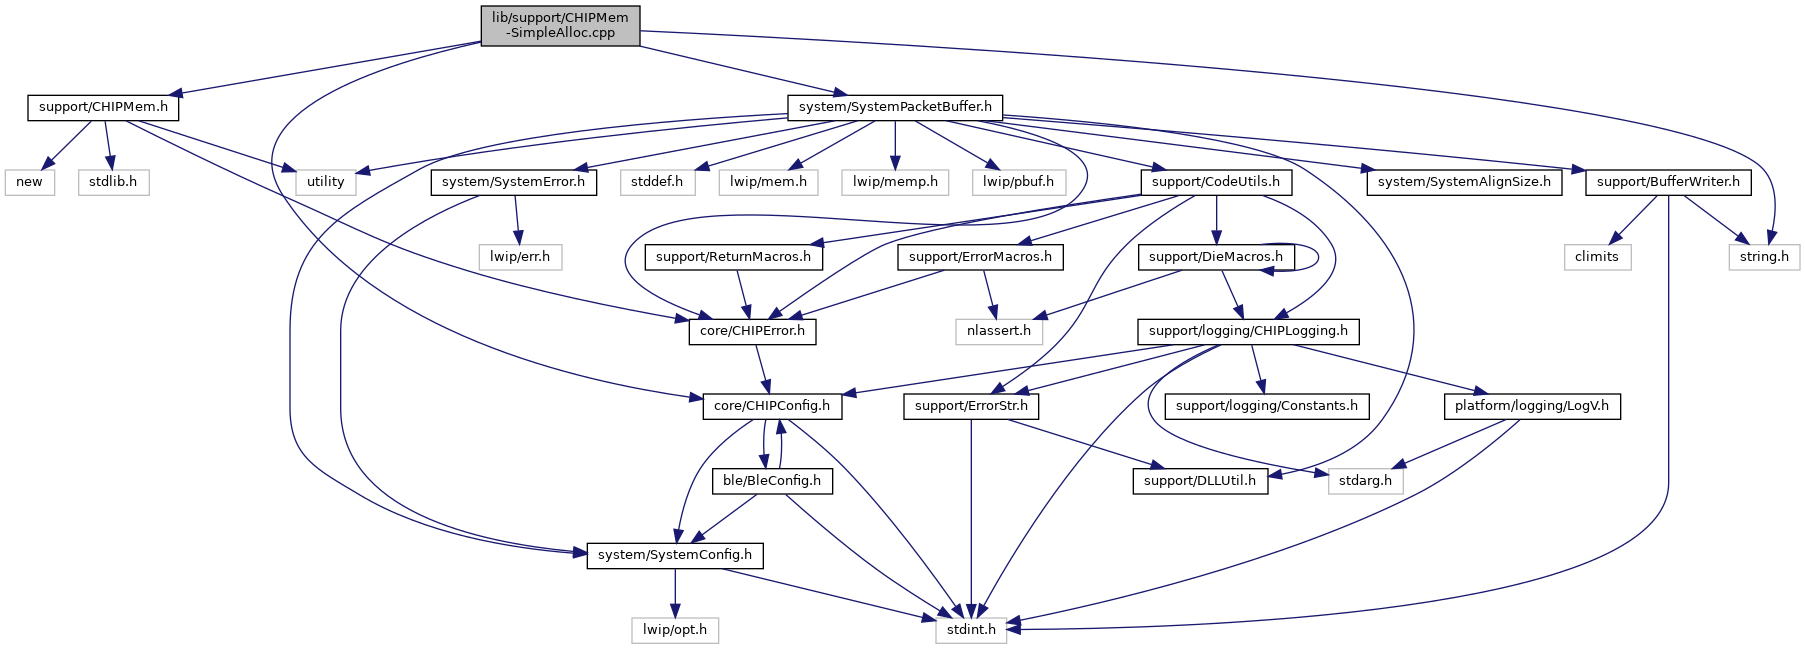 lib/support/CHIPMem
-SimpleAlloc.cpp
support/CHIPMem.h
system/SystemPacketBuffer.h
new
stdlib.h
utility
system/SystemError.h
stddef.h
lwip/mem.h
lwip/memp.h
lwip/pbuf.h
support/CodeUtils.h
system/SystemAlignSize.h
support/BufferWriter.h
lwip/err.h
support/ReturnMacros.h
support/ErrorMacros.h
support/DieMacros.h
climits
string.h
core/CHIPError.h
nlassert.h
support/logging/CHIPLogging.h
core/CHIPConfig.h
support/ErrorStr.h
support/logging/Constants.h
platform/logging/LogV.h
ble/BleConfig.h
support/DLLUtil.h
stdarg.h
system/SystemConfig.h
lwip/opt.h
stdint.h